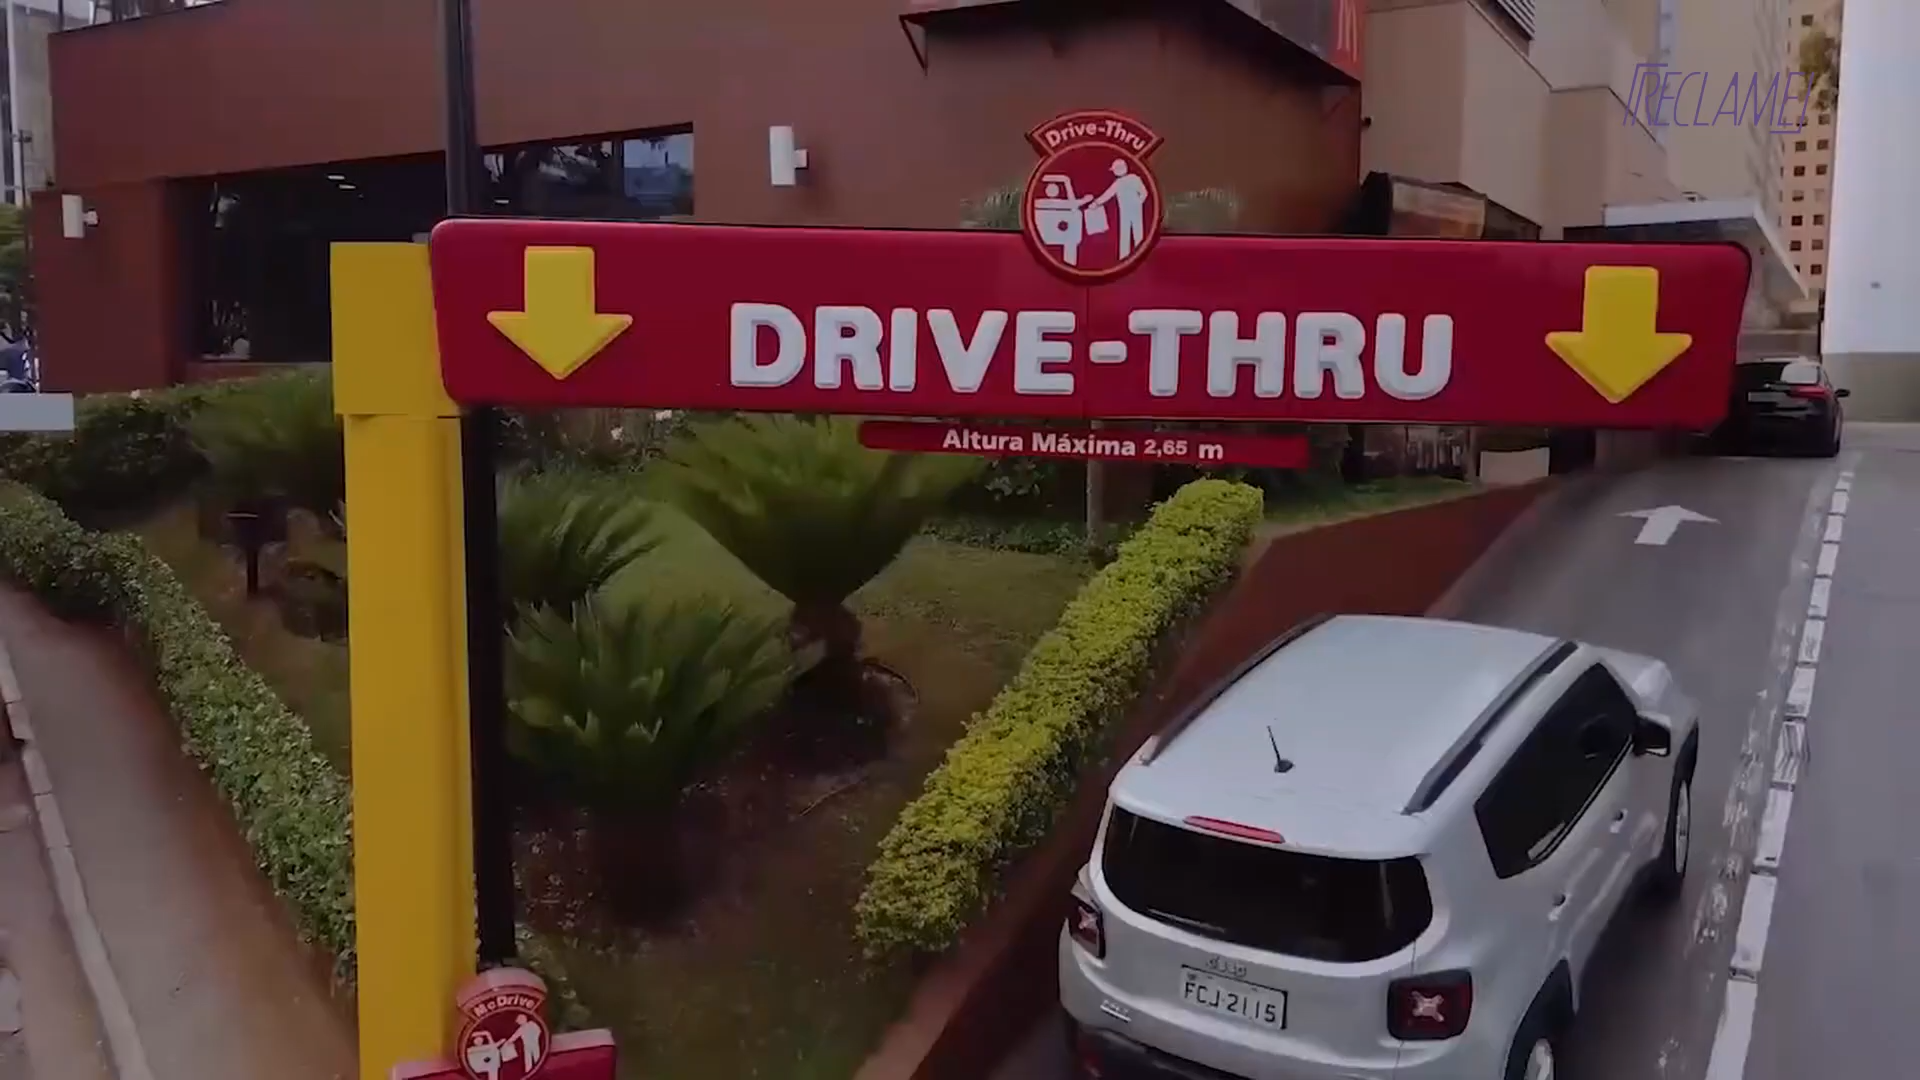 RECLAME!
Drive-Thru
DRIVE-THRU
Altura Máxima 2,65 m
FCJ-2115
McDrive